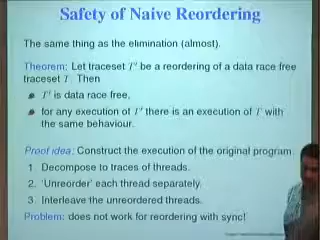 Safety of Naive Reordering
The same thing as the elimination (almost).
Theorem: Let traceset T' be a reordering of a data race free
traceset T. Then
T' is data race free,
for any execution of T' there is an execution of T with
the same behaviour.
Proof idea: Construct the execution of the original program
1. Decompose to traces of threads.
2. 'Unreorder' each thread separately.
3. Interleave the unreordered threads.
Problem: does not work for reordering with sync!